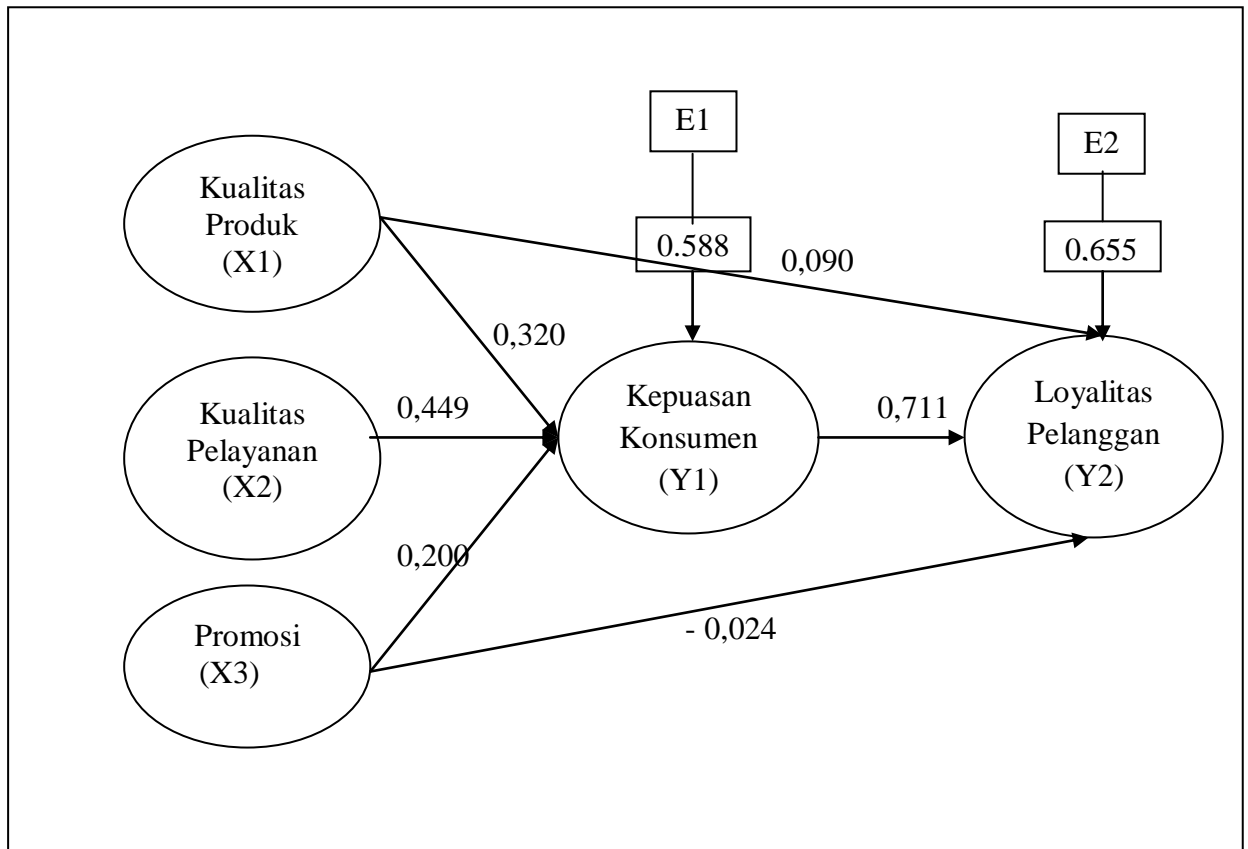 E1
E2
Kualitas
Produk
(X1)
0.588
0,655
0,090
0,320
Kualitas
Pelayanan
(X2)
0,449
Kepuasan
Konsumen
(Y1)
0,711
Loyalitas
Pelanggan
(Y2)
0,200
Promosi
(X3)
- 0,024